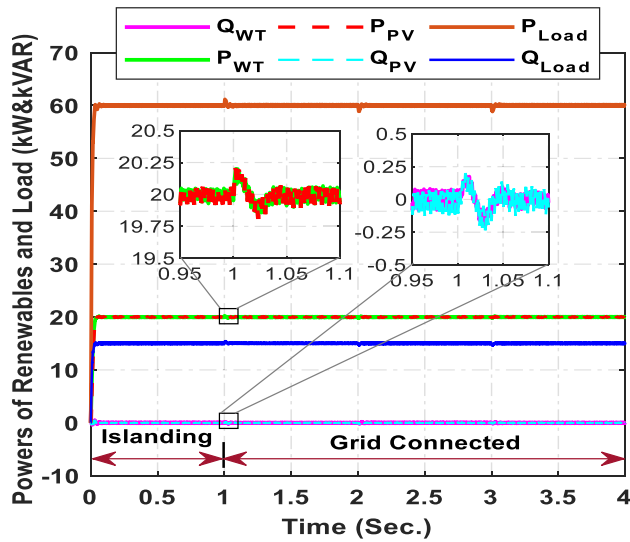 Q_WT P_PV P_Load
P_WT Q_PV Q_Load
Powers of Renewables and Load (kW&kVAR)
70
60
50
40
30
20
10
0
-10
20.5
20.25
20
19.75
19.5
0.95 1 1.05 1.1
0.5
0.25
0
-0.25
-0.5
0.95 1 1.05 1.1
Islanding Grid Connected
0 0.5 1 1.5 2 2.5 3 3.5 4
Time (Sec.)